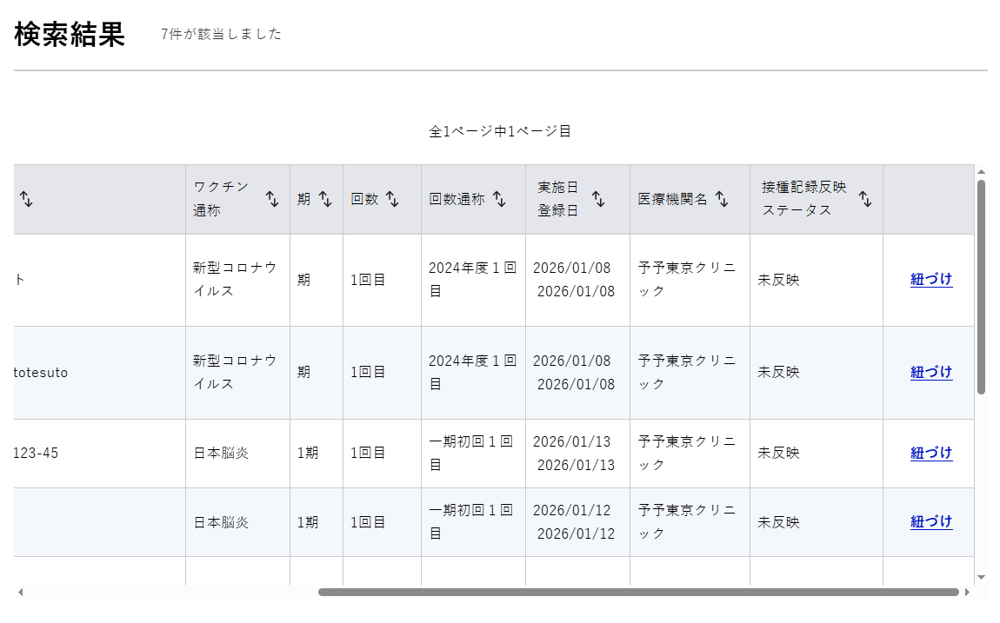 検索結果 7件が該当しました
全1ページ中1ページ目
ワクチン
通称
期
回数
回数通称
実施日
登録日
医療機関名
接種記録反映
ステータス
ト
新型コロナウ
イルス
期
1回目
2024年度１回
目
2026/01/08
2026/01/08
予予東京クリニ
ック
未反映
紐づけ
totesuto
新型コロナウ
イルス
期
1回目
2024年度１回
目
2026/01/08
2026/01/08
予予東京クリニ
ック
未反映
紐づけ
123-45
日本脳炎
1期
1回目
一期初回１回
目
2026/01/13
2026/01/13
予予東京クリニ
ック
未反映
紐づけ
日本脳炎
1期
1回目
一期初回１回
目
2026/01/12
2026/01/12
予予東京クリニ
ック
未反映
紐づけ